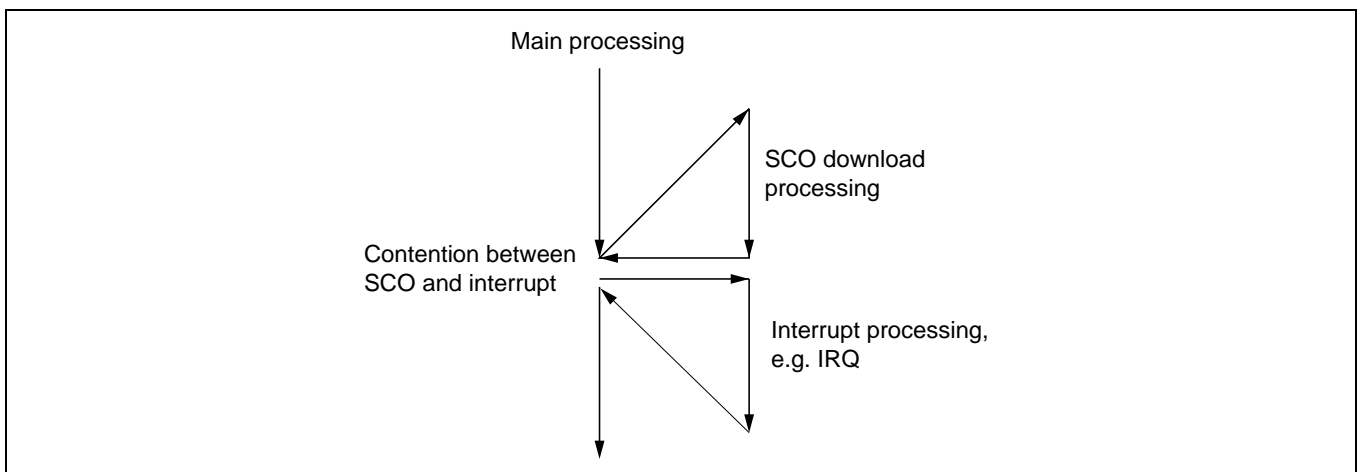 Main processing
SCO download
processing
Contention between
SCO and interrupt
Interrupt processing,
e.g. IRQ